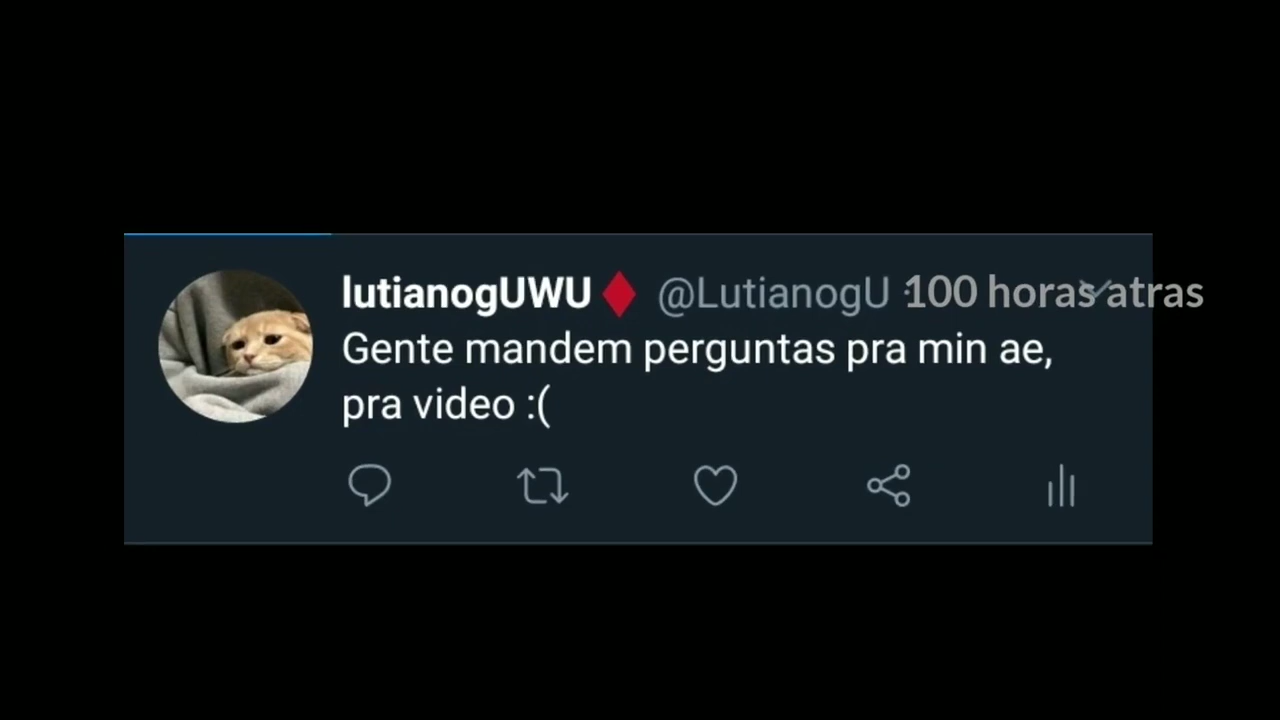 lutianogUWU♦️ @LutianogU 100 horas atras
Gente mandem perguntas pra min ae,
pra video :(